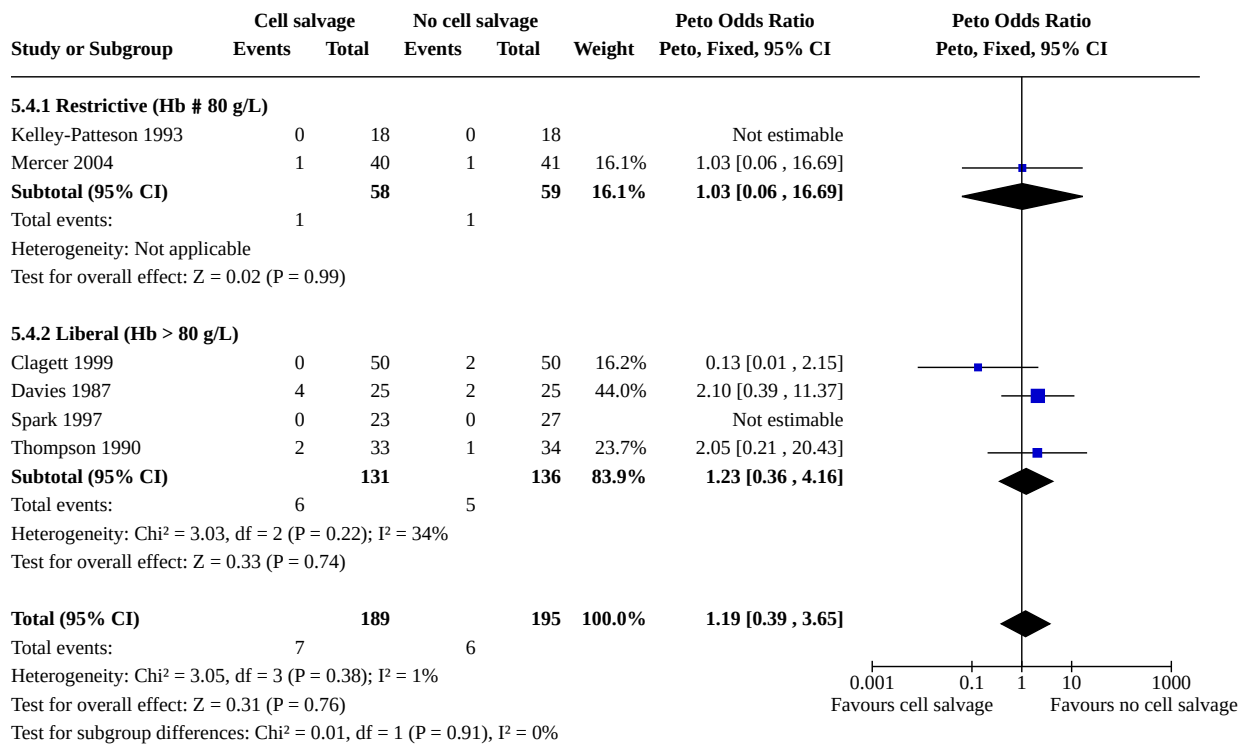 Cell salvage No cell salvage Peto Odds Ratio Peto Odds Ratio
Study or Subgroup Events Total Events Total Weight Peto, Fixed, 95% CI Peto, Fixed, 95% CI
5.4.1 Restrictive (Hb # 80 g/L)
Kelley-Patteson 1993 0 18 0 18 Not estimable
Mercer 2004 1 40 1 41 16.1% 1.03 [0.06 , 16.69]
Subtotal (95% CI) 58 59 16.1% 1.03 [0.06 , 16.69]
Total events: 1 1
Heterogeneity: Not applicable
Test for overall effect: Z = 0.02 (P = 0.99)
5.4.2 Liberal (Hb > 80 g/L)
Clagett 1999 0 50 2 50 16.2% 0.13 [0.01 , 2.15]
Davies 1987 4 25 2 25 44.0% 2.10 [0.39 , 11.37]
Spark 1997 0 23 0 27 Not estimable
Thompson 1990 2 33 1 34 23.7% 2.05 [0.21 , 20.43]
Subtotal (95% CI) 131 136 83.9% 1.23 [0.36 , 4.16]
Total events: 6 5
Heterogeneity: Chi² = 3.03, df = 2 (P = 0.22); I² = 34%
Test for overall effect: Z = 0.33 (P = 0.74)
Total (95% CI) 189 195 100.0% 1.19 [0.39 , 3.65]
Total events: 7 6
Heterogeneity: Chi² = 3.05, df = 3 (P = 0.38); I² = 1%
Test for overall effect: Z = 0.31 (P = 0.76)
Test for subgroup differences: Chi² = 0.01, df = 1 (P = 0.91), I² = 0%
0.001 0.1 1 10 1000
Favours cell salvage Favours no cell salvage